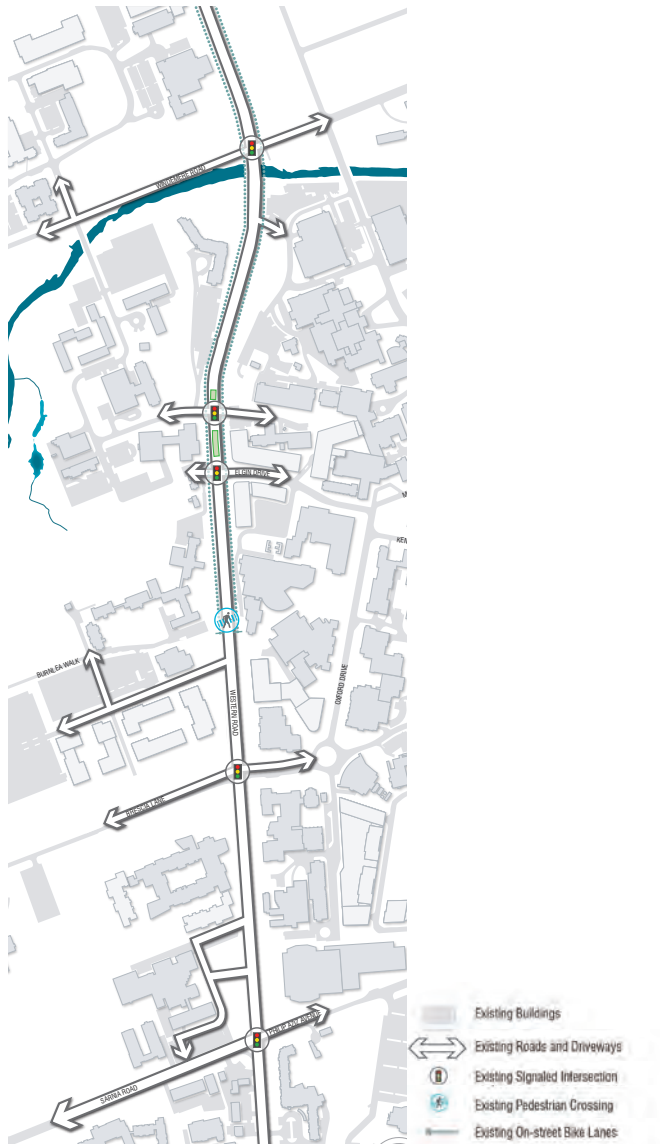 WINDERMERE ROAD
ELGIN DRIVE
BURNLEA WALK
WESTERN ROAD
OXFORD DRIVE
BRESCIA LANE
PHILIP AZIZ AVENUE
SARNIA ROAD
Existing Buildings
Existing Roads and Driveways
Existing Signaled Intersection
Existing Pedestrian Crossing
Existing On-street Bike Lanes